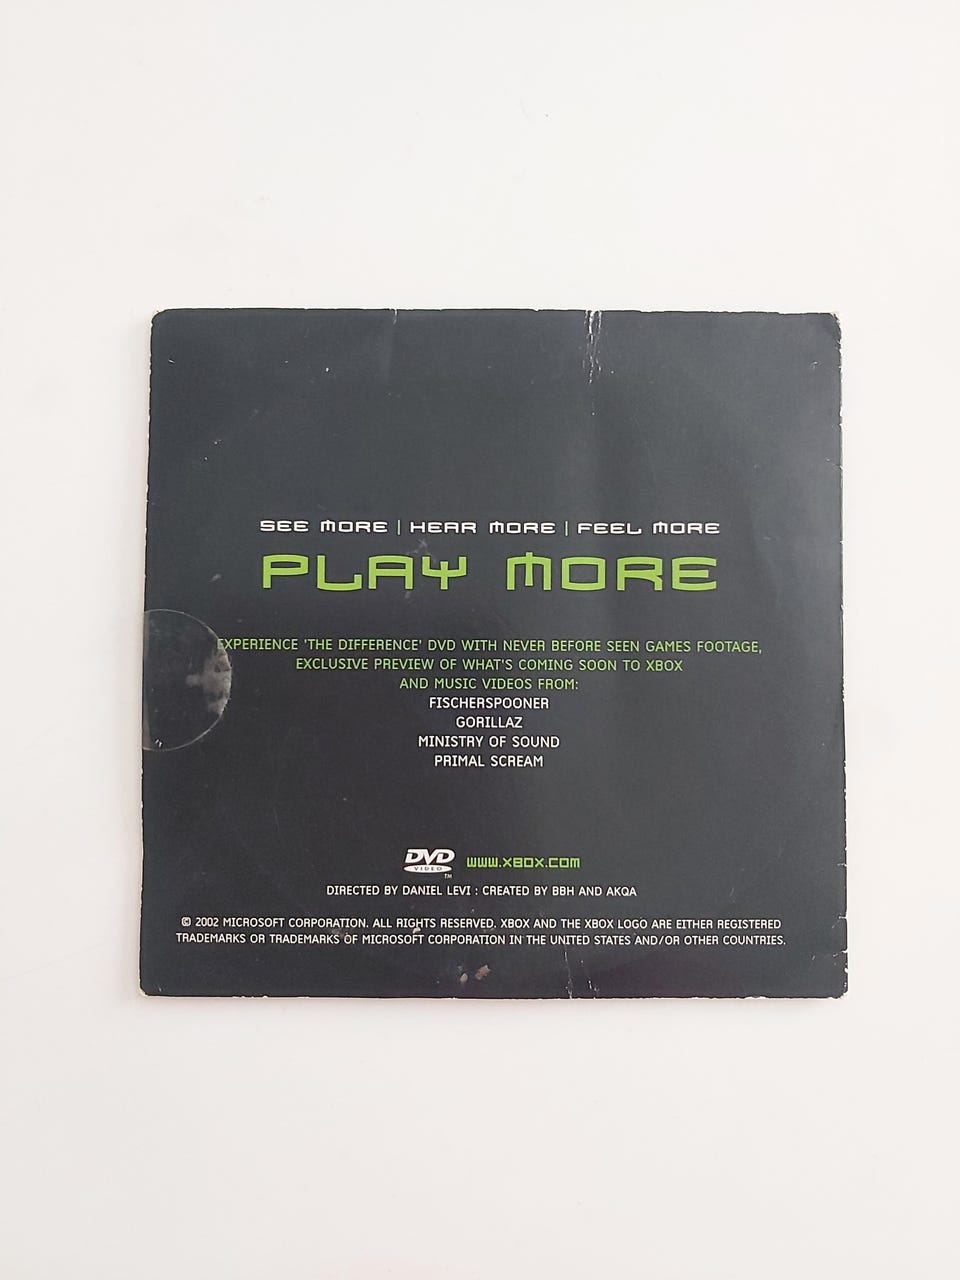 SEE MORE | HEAR MORE | FEEL MORE
PLAY MORE
EXPERIENCE 'THE DIFFERENCE' DVD WITH NEVER BEFORE SEEN GAMES FOOTAGE,
EXCLUSIVE PREVIEW OF WHAT'S COMING SOON TO XBOX
AND MUSIC VIDEOS FROM:
FISCHERSPOONER
GORILLAZ
MINISTRY OF SOUND
PRIMAL SCREAM
DVD VIDEO™ WWW.XBOX.COM
DIRECTED BY DANIEL LEVI : CREATED BY BBH AND AKQA
© 2002 MICROSOFT CORPORATION. ALL RIGHTS RESERVED. XBOX AND THE XBOX LOGO ARE EITHER REGISTERED
TRADEMARKS OR TRADEMARKS OF MICROSOFT CORPORATION IN THE UNITED STATES AND/OR OTHER COUNTRIES.